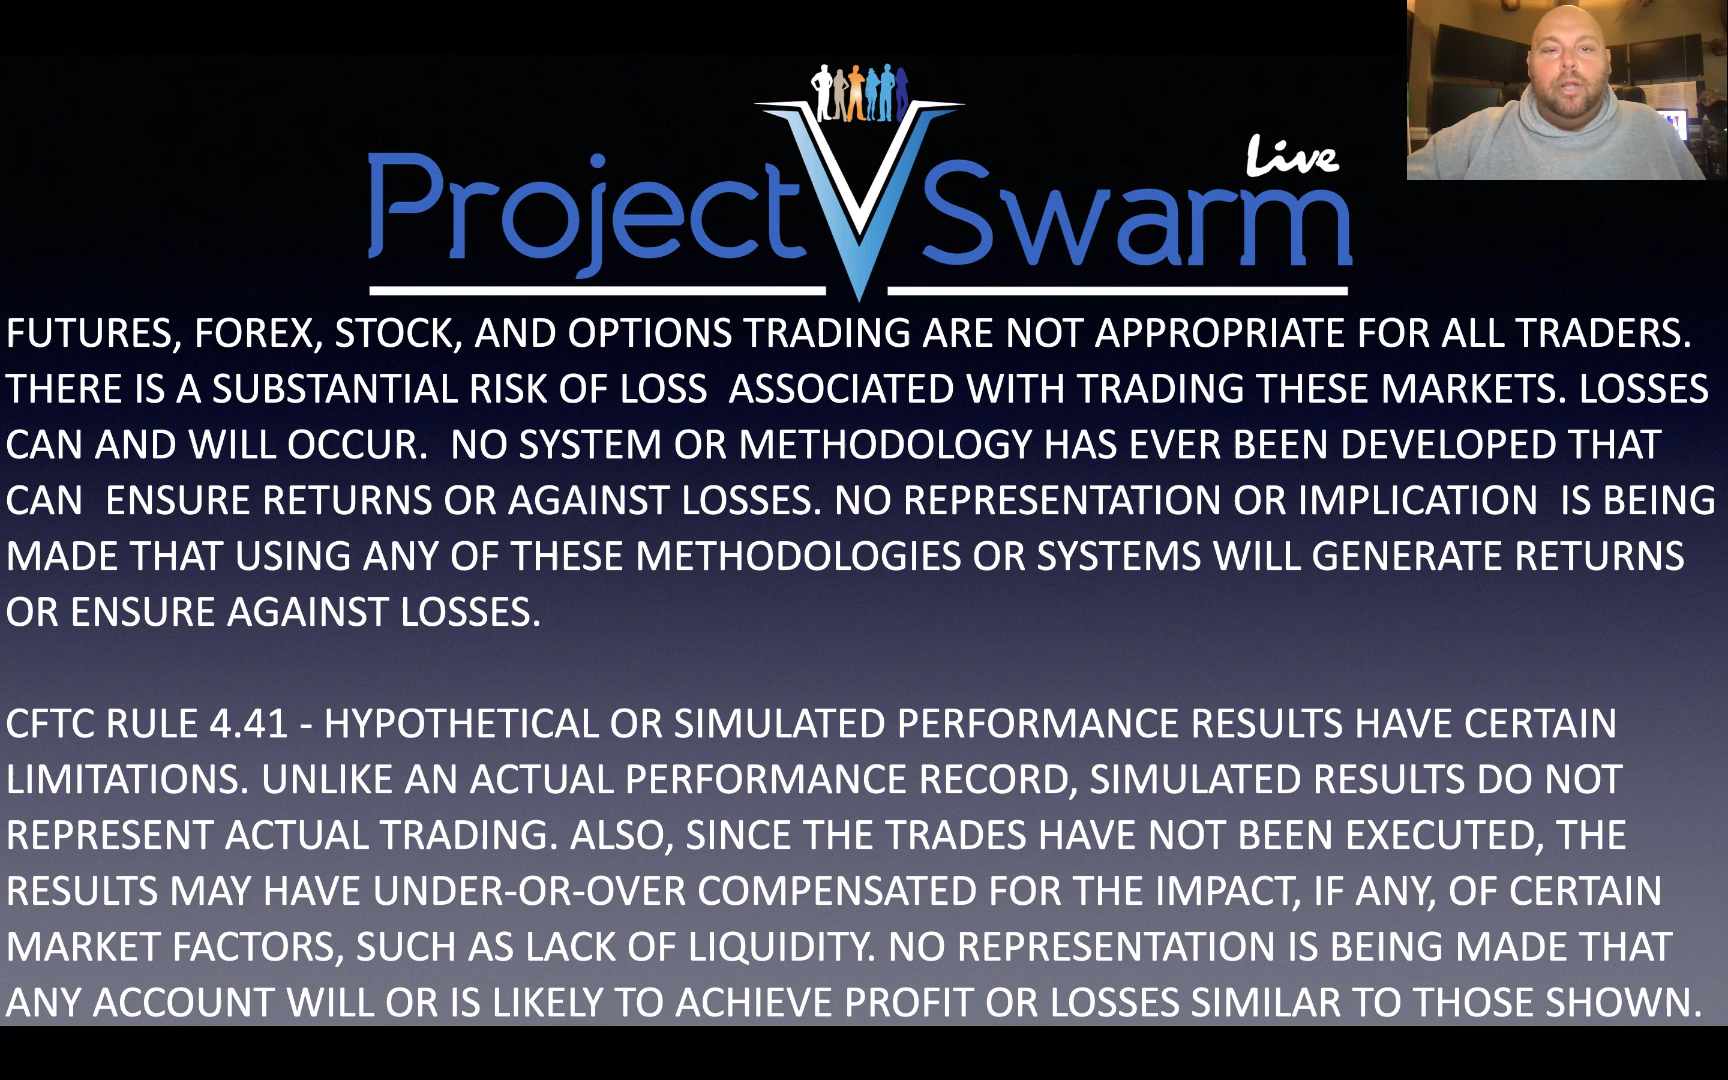 Live
Project Swarm
FUTURES, FOREX, STOCK, AND OPTIONS TRADING ARE NOT APPROPRIATE FOR ALL TRADERS.
THERE IS A SUBSTANTIAL RISK OF LOSS  ASSOCIATED WITH TRADING THESE MARKETS. LOSSES
CAN AND WILL OCCUR.  NO SYSTEM OR METHODOLOGY HAS EVER BEEN DEVELOPED THAT
CAN  ENSURE RETURNS OR AGAINST LOSSES. NO REPRESENTATION OR IMPLICATION  IS BEING
MADE THAT USING ANY OF THESE METHODOLOGIES OR SYSTEMS WILL GENERATE RETURNS
OR ENSURE AGAINST LOSSES.
CFTC RULE 4.41 - HYPOTHETICAL OR SIMULATED PERFORMANCE RESULTS HAVE CERTAIN
LIMITATIONS. UNLIKE AN ACTUAL PERFORMANCE RECORD, SIMULATED RESULTS DO NOT
REPRESENT ACTUAL TRADING. ALSO, SINCE THE TRADES HAVE NOT BEEN EXECUTED, THE
RESULTS MAY HAVE UNDER-OR-OVER COMPENSATED FOR THE IMPACT, IF ANY, OF CERTAIN
MARKET FACTORS, SUCH AS LACK OF LIQUIDITY. NO REPRESENTATION IS BEING MADE THAT
ANY ACCOUNT WILL OR IS LIKELY TO ACHIEVE PROFIT OR LOSSES SIMILAR TO THOSE SHOWN.